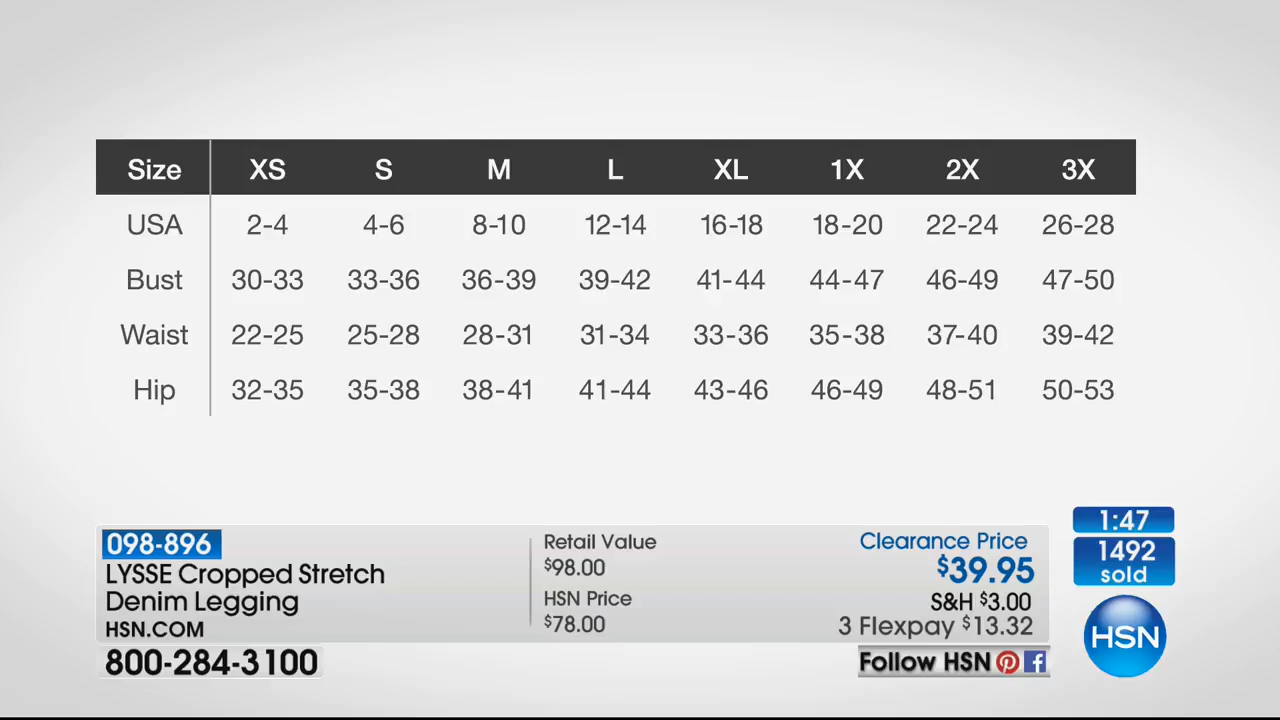 Size XS S M L XL 1X 2X 3X
USA 2-4 4-6 8-10 12-14 16-18 18-20 22-24 26-28
Bust 30-33 33-36 36-39 39-42 41-44 44-47 46-49 47-50
Waist 22-25 25-28 28-31 31-34 33-36 35-38 37-40 39-42
Hip 32-35 35-38 38-41 41-44 43-46 46-49 48-51 50-53
098-896
LYSSE Cropped Stretch
Denim Legging
HSN.COM
800-284-3100
Retail Value
$98.00
HSN Price
$78.00
Clearance Price
$39.95
S&H $3.00
3 Flexpay $13.32
Follow HSN
1:47
1492
sold
HSN